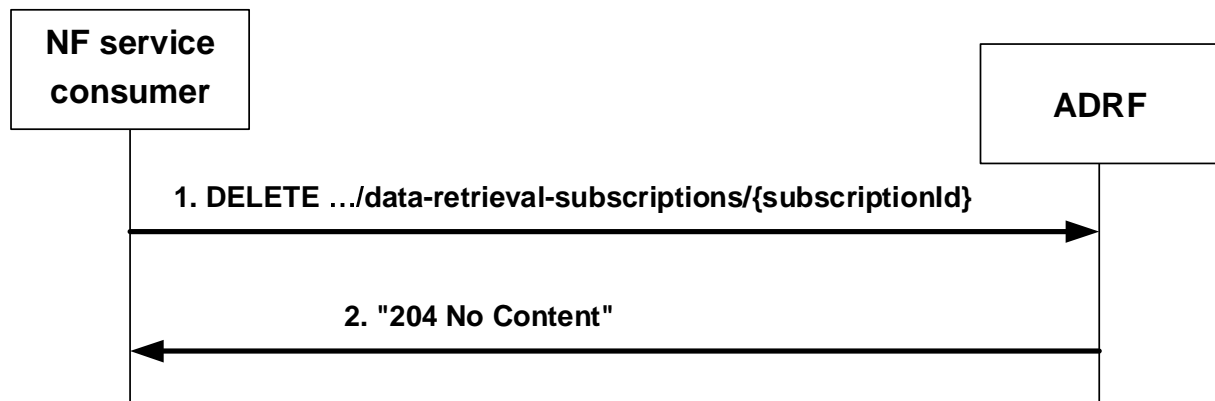 NF service
consumer
ADRF
1. DELETE …/data-retrieval-subscriptions/{subscriptionId}
2. "204 No Content"